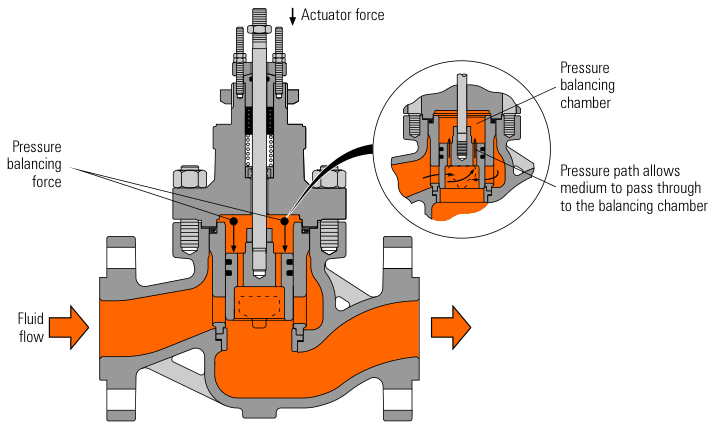 Actuator force
Pressure
balancing
chamber
Pressure
balancing
force
Pressure path allows
medium to pass through
to the balancing chamber
Fluid
flow